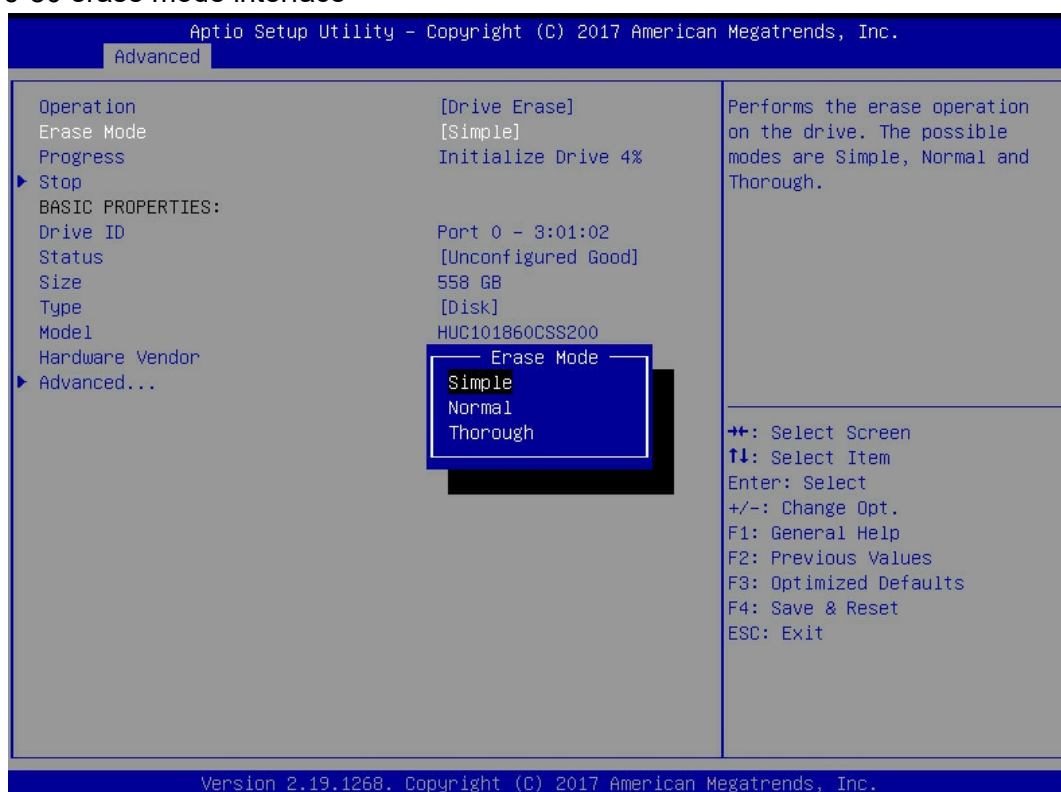 erase mode interface
Aptio Setup Utility – Copyright (C) 2017 American Megatrends, Inc.
Advanced
Operation [Drive Erase]
Erase Mode [Simple]
Progress Initialize Drive 4%
Stop
BASIC PROPERTIES:
Drive ID Port 0 – 3:01:02
Status [Unconfigured Good]
Size 558 GB
Type [Disk]
Model HUC101860CSS200
Hardware Vendor
Advanced...
Erase Mode
Simple
Normal
Thorough
Performs the erase operation
on the drive. The possible
modes are Simple, Normal and
Thorough.
→←: Select Screen
↑↓: Select Item
Enter: Select
+/-: Change Opt.
F1: General Help
F2: Previous Values
F3: Optimized Defaults
F4: Save & Reset
ESC: Exit
Version 2.19.1268. Copyright (C) 2017 American Megatrends, Inc.